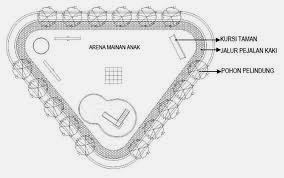 ARENA MAINAN ANAK
KURSI TAMAN
JALUR PEJALAN KAKI
POHON PELINDUNG